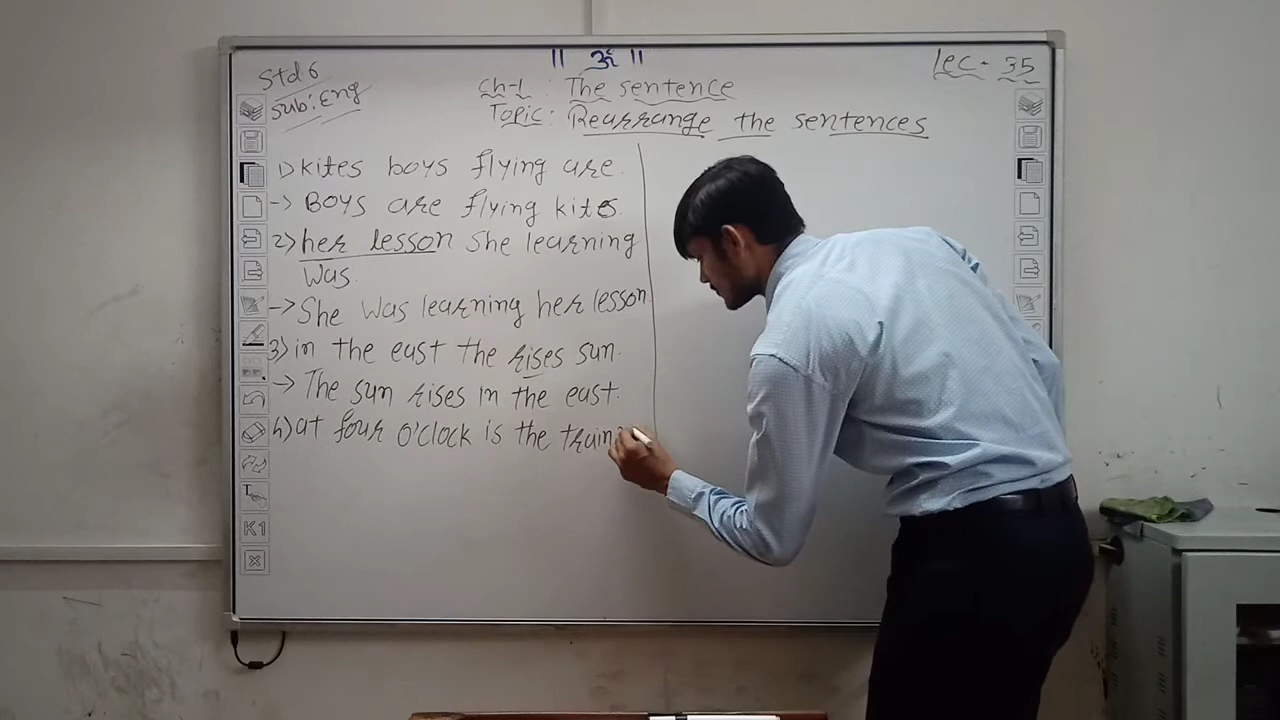 || ॐ ||
Std 6
Sub: Eng
Lec - 35
Ch-1 : The sentence
Topic: Rearrange the sentences
1) kites boys flying are.
-> Boys are flying kites.
2) her lesson She learning
was.
-> She was learning her lesson
3) in the east the rises sun.
-> The sun rises in the east.
4) at four o'clock is the train
T
K1